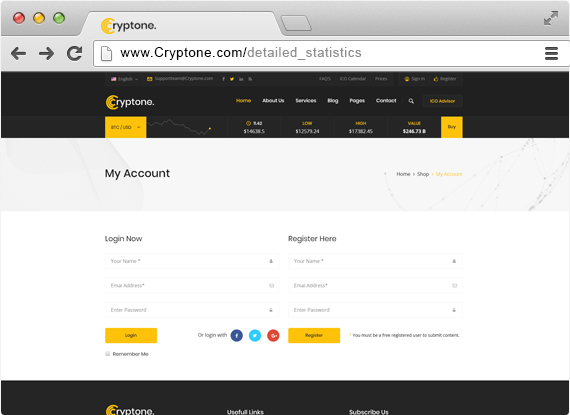 Cryptone.
www.Cryptone.com/detailed_statistics
English Supportteam@Cryptone.com FAQ'S ICO Calendar Prices Sign In Register
Cryptone. Home About Us Services Blog Pages Contact ICO Advisor
BTC / USD 11.42 LOW HIGH VALUE Buy
$14638.5 $12579.24 $17382.45 $246.73 B
My Account Home Shop My Account
Login Now Register Here
Your Name * Your Name *
Emai Address* Emai Address*
Enter Password Enter Password
Login Or login with Register * You must be a free registered user to submit content.
Remember Me
Cryptone. Usefull Links Subscribe Us